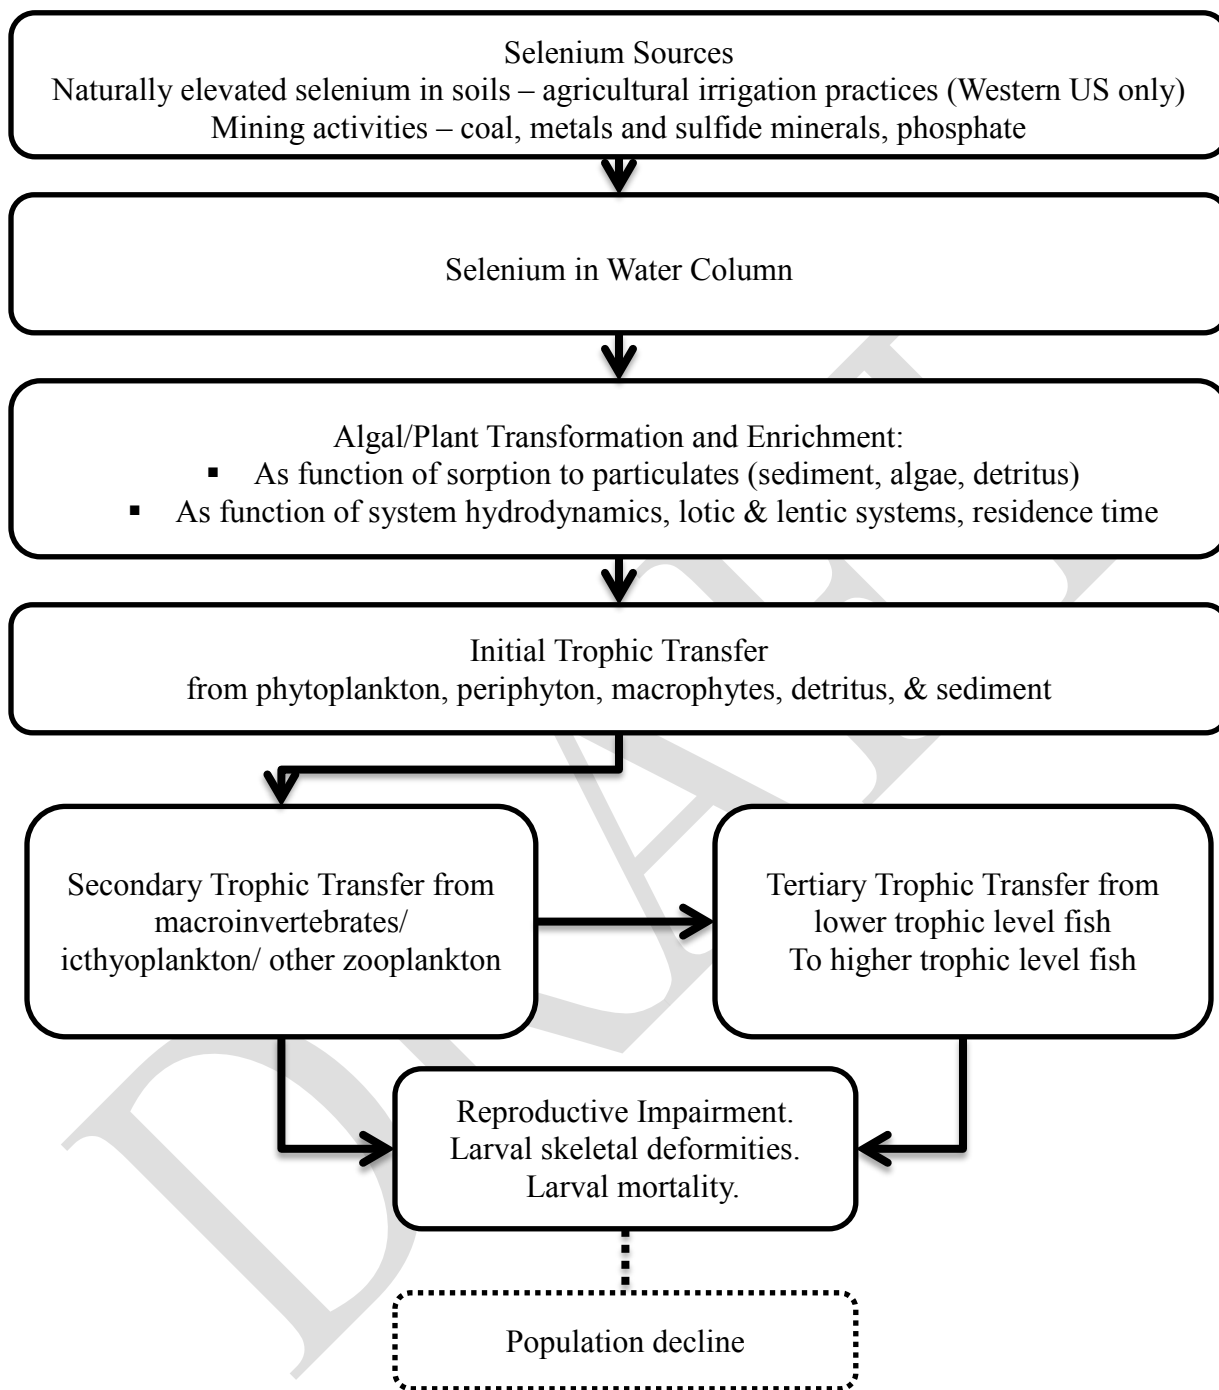 Selenium Sources
Naturally elevated selenium in soils – agricultural irrigation practices (Western US only)
Mining activities – coal, metals and sulfide minerals, phosphate
Selenium in Water Column
Algal/Plant Transformation and Enrichment:
▪ As function of sorption to particulates (sediment, algae, detritus)
▪ As function of system hydrodynamics, lotic & lentic systems, residence time
Initial Trophic Transfer
from phytoplankton, periphyton, macrophytes, detritus, & sediment
Secondary Trophic Transfer from
macroinvertebrates/
icthyoplankton/ other zooplankton
Tertiary Trophic Transfer from
lower trophic level fish
To higher trophic level fish
Reproductive Impairment.
Larval skeletal deformities.
Larval mortality.
Population decline
DRAFT